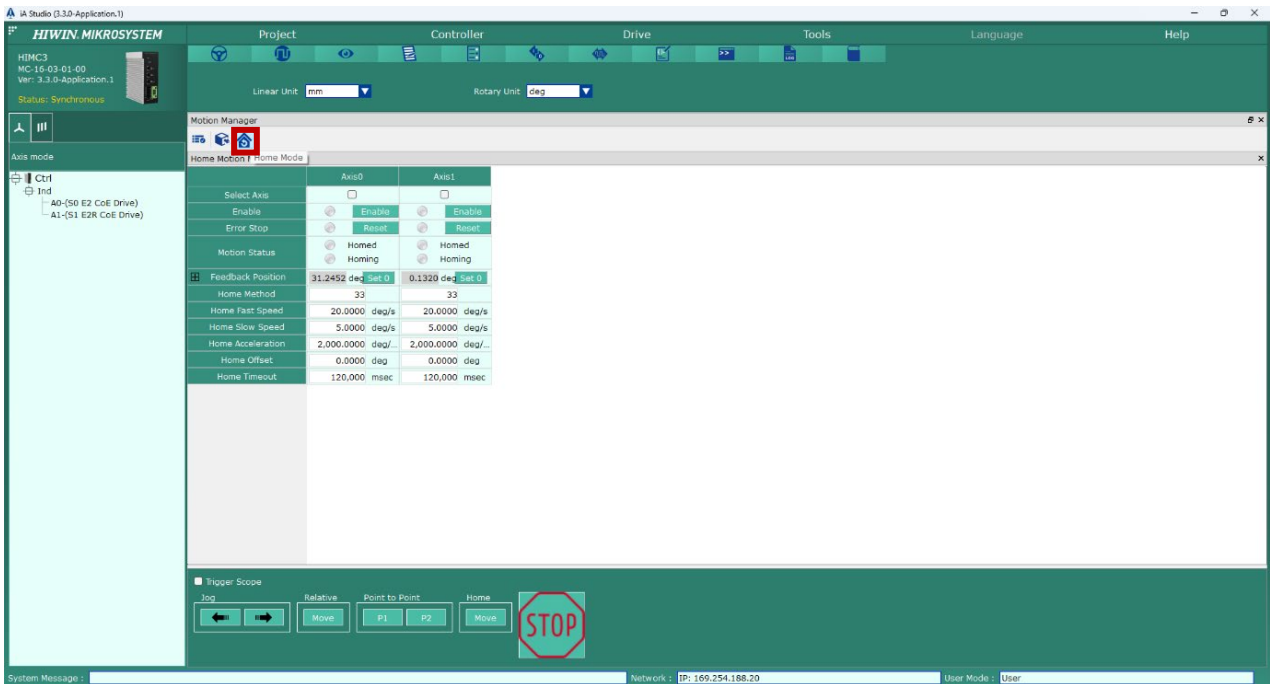 iA Studio (3.3.0-Application.1)
HIWIN. MIKROSYSTEM
Project Controller Drive Tools Language Help
HIMC3
MC-16-03-01-00
Ver: 3.3.0-Application.1
Status: Synchronous
Linear Unit mm Rotary Unit deg
Motion Manager
Home Motion Home Mode
Axis mode
Ctrl
Ind
A0-(S0 E2 CoE Drive)
A1-(S1 E2R CoE Drive)
Axis0 Axis1
Select Axis
Enable Enable Enable
Error Stop Reset Reset
Motion Status Homed Homed
Homing Homing
Feedback Position 31.2452 deg Set 0 0.1320 deg Set 0
Home Method 33 33
Home Fast Speed 20.0000 deg/s 20.0000 deg/s
Home Slow Speed 5.0000 deg/s 5.0000 deg/s
Home Acceleration 2,000.0000 deg/... 2,000.0000 deg/...
Home Offset 0.0000 deg 0.0000 deg
Home Timeout 120,000 msec 120,000 msec
Trigger Scope
Jog Relative Point to Point Home
Move P1 P2 Move
STOP
System Message : Network : IP: 169.254.188.20 User Mode : User